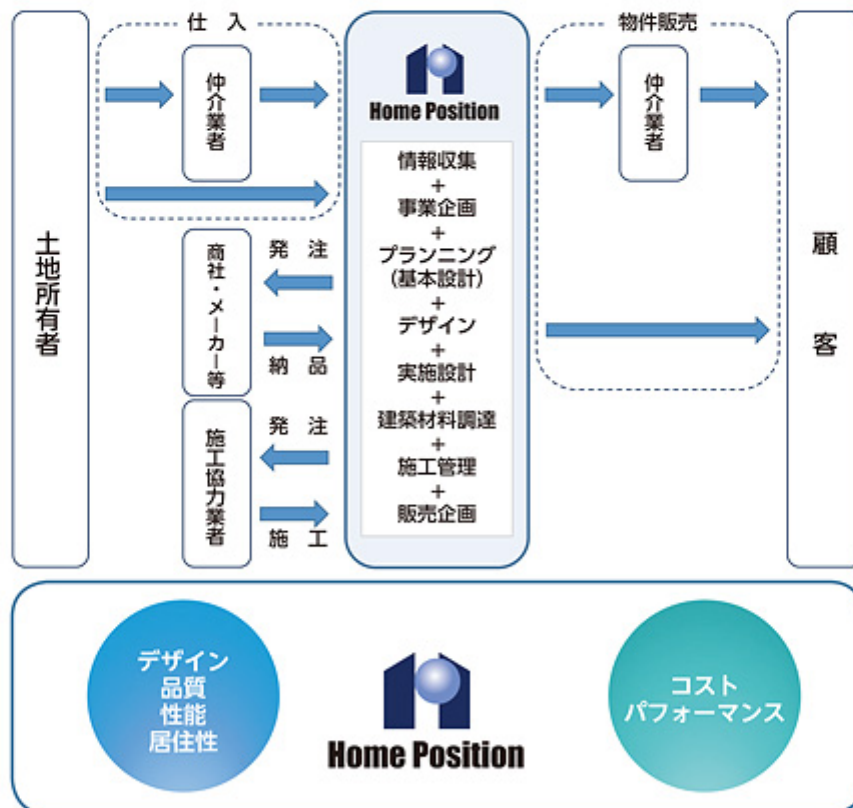 仕 入
物件販売
仲介業者
Home Position
仲介業者
情報収集
+
事業企画
+
プランニング
(基本設計)
+
デザイン
+
実施設計
+
建築材料調達
+
施工管理
+
販売企画
土地所有者
商社・メーカー等
発 注
納 品
施工協力業者
発 注
施 工
顧 客
デザイン
品質
性能
居住性
Home Position
コスト
パフォーマンス